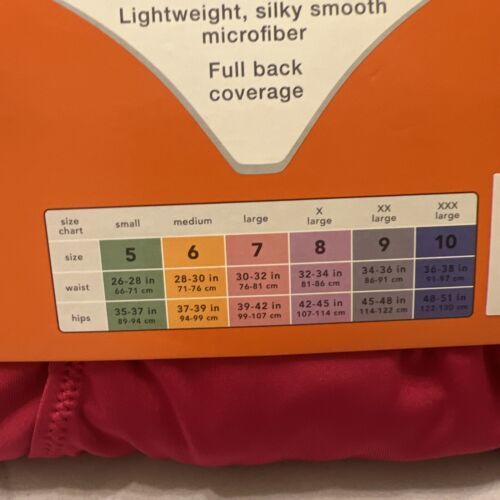 Lightweight, silky smooth
microfiber
Full back
coverage
size chart small medium large X large XX large XXX large
size 5 6 7 8 9 10
waist 26-28 in 28-30 in 30-32 in 32-34 in 34-36 in 36-38 in
66-71 cm 71-76 cm 76-81 cm 81-86 cm 86-91 cm 91-97 cm
hips 35-37 in 37-39 in 39-42 in 42-45 in 45-48 in 48-51 in
89-94 cm 94-99 cm 99-107 cm 107-114 cm 114-122 cm 122-130 cm